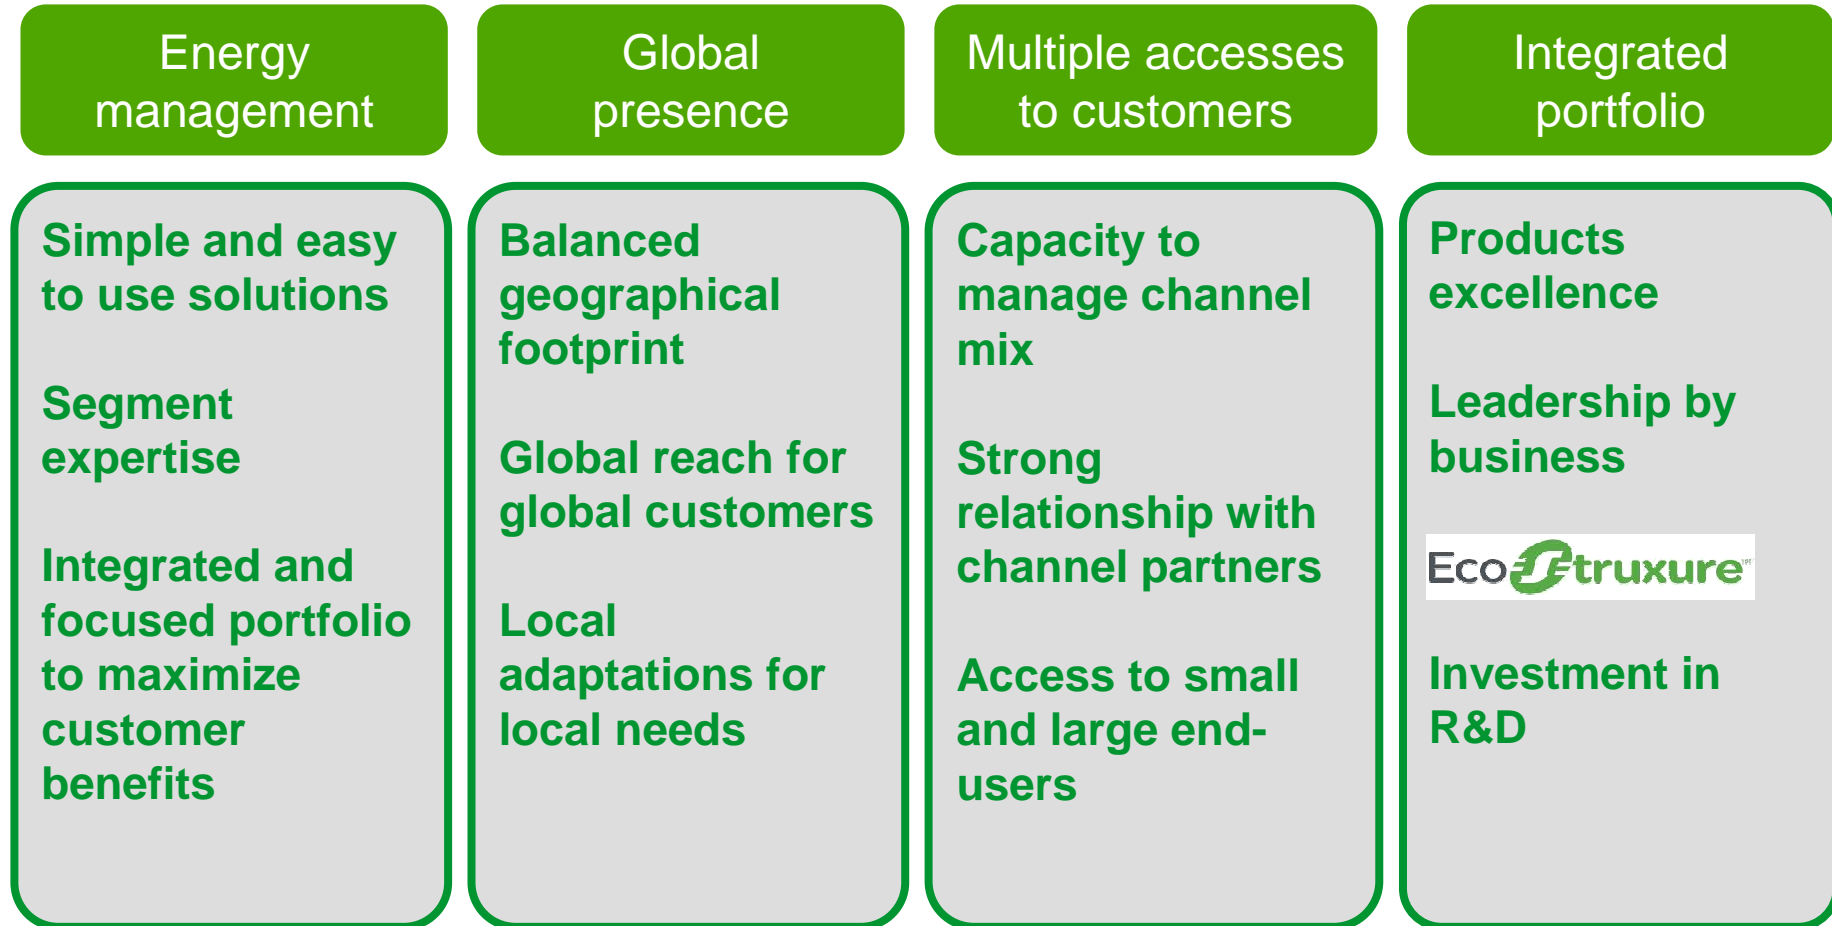 Energy
management
Simple and easy
to use solutions
Segment
expertise
Integrated and
focused portfolio
to maximize
customer
benefits
Global
presence
Balanced
geographical
footprint
Global reach for
global customers
Local
adaptations for
local needs
Multiple accesses
to customers
Capacity to
manage channel
mix
Strong
relationship with
channel partners
Access to small
and large end-
users
Integrated
portfolio
Products
excellence
Leadership by
business
EcoStruxure™
Investment in
R&D